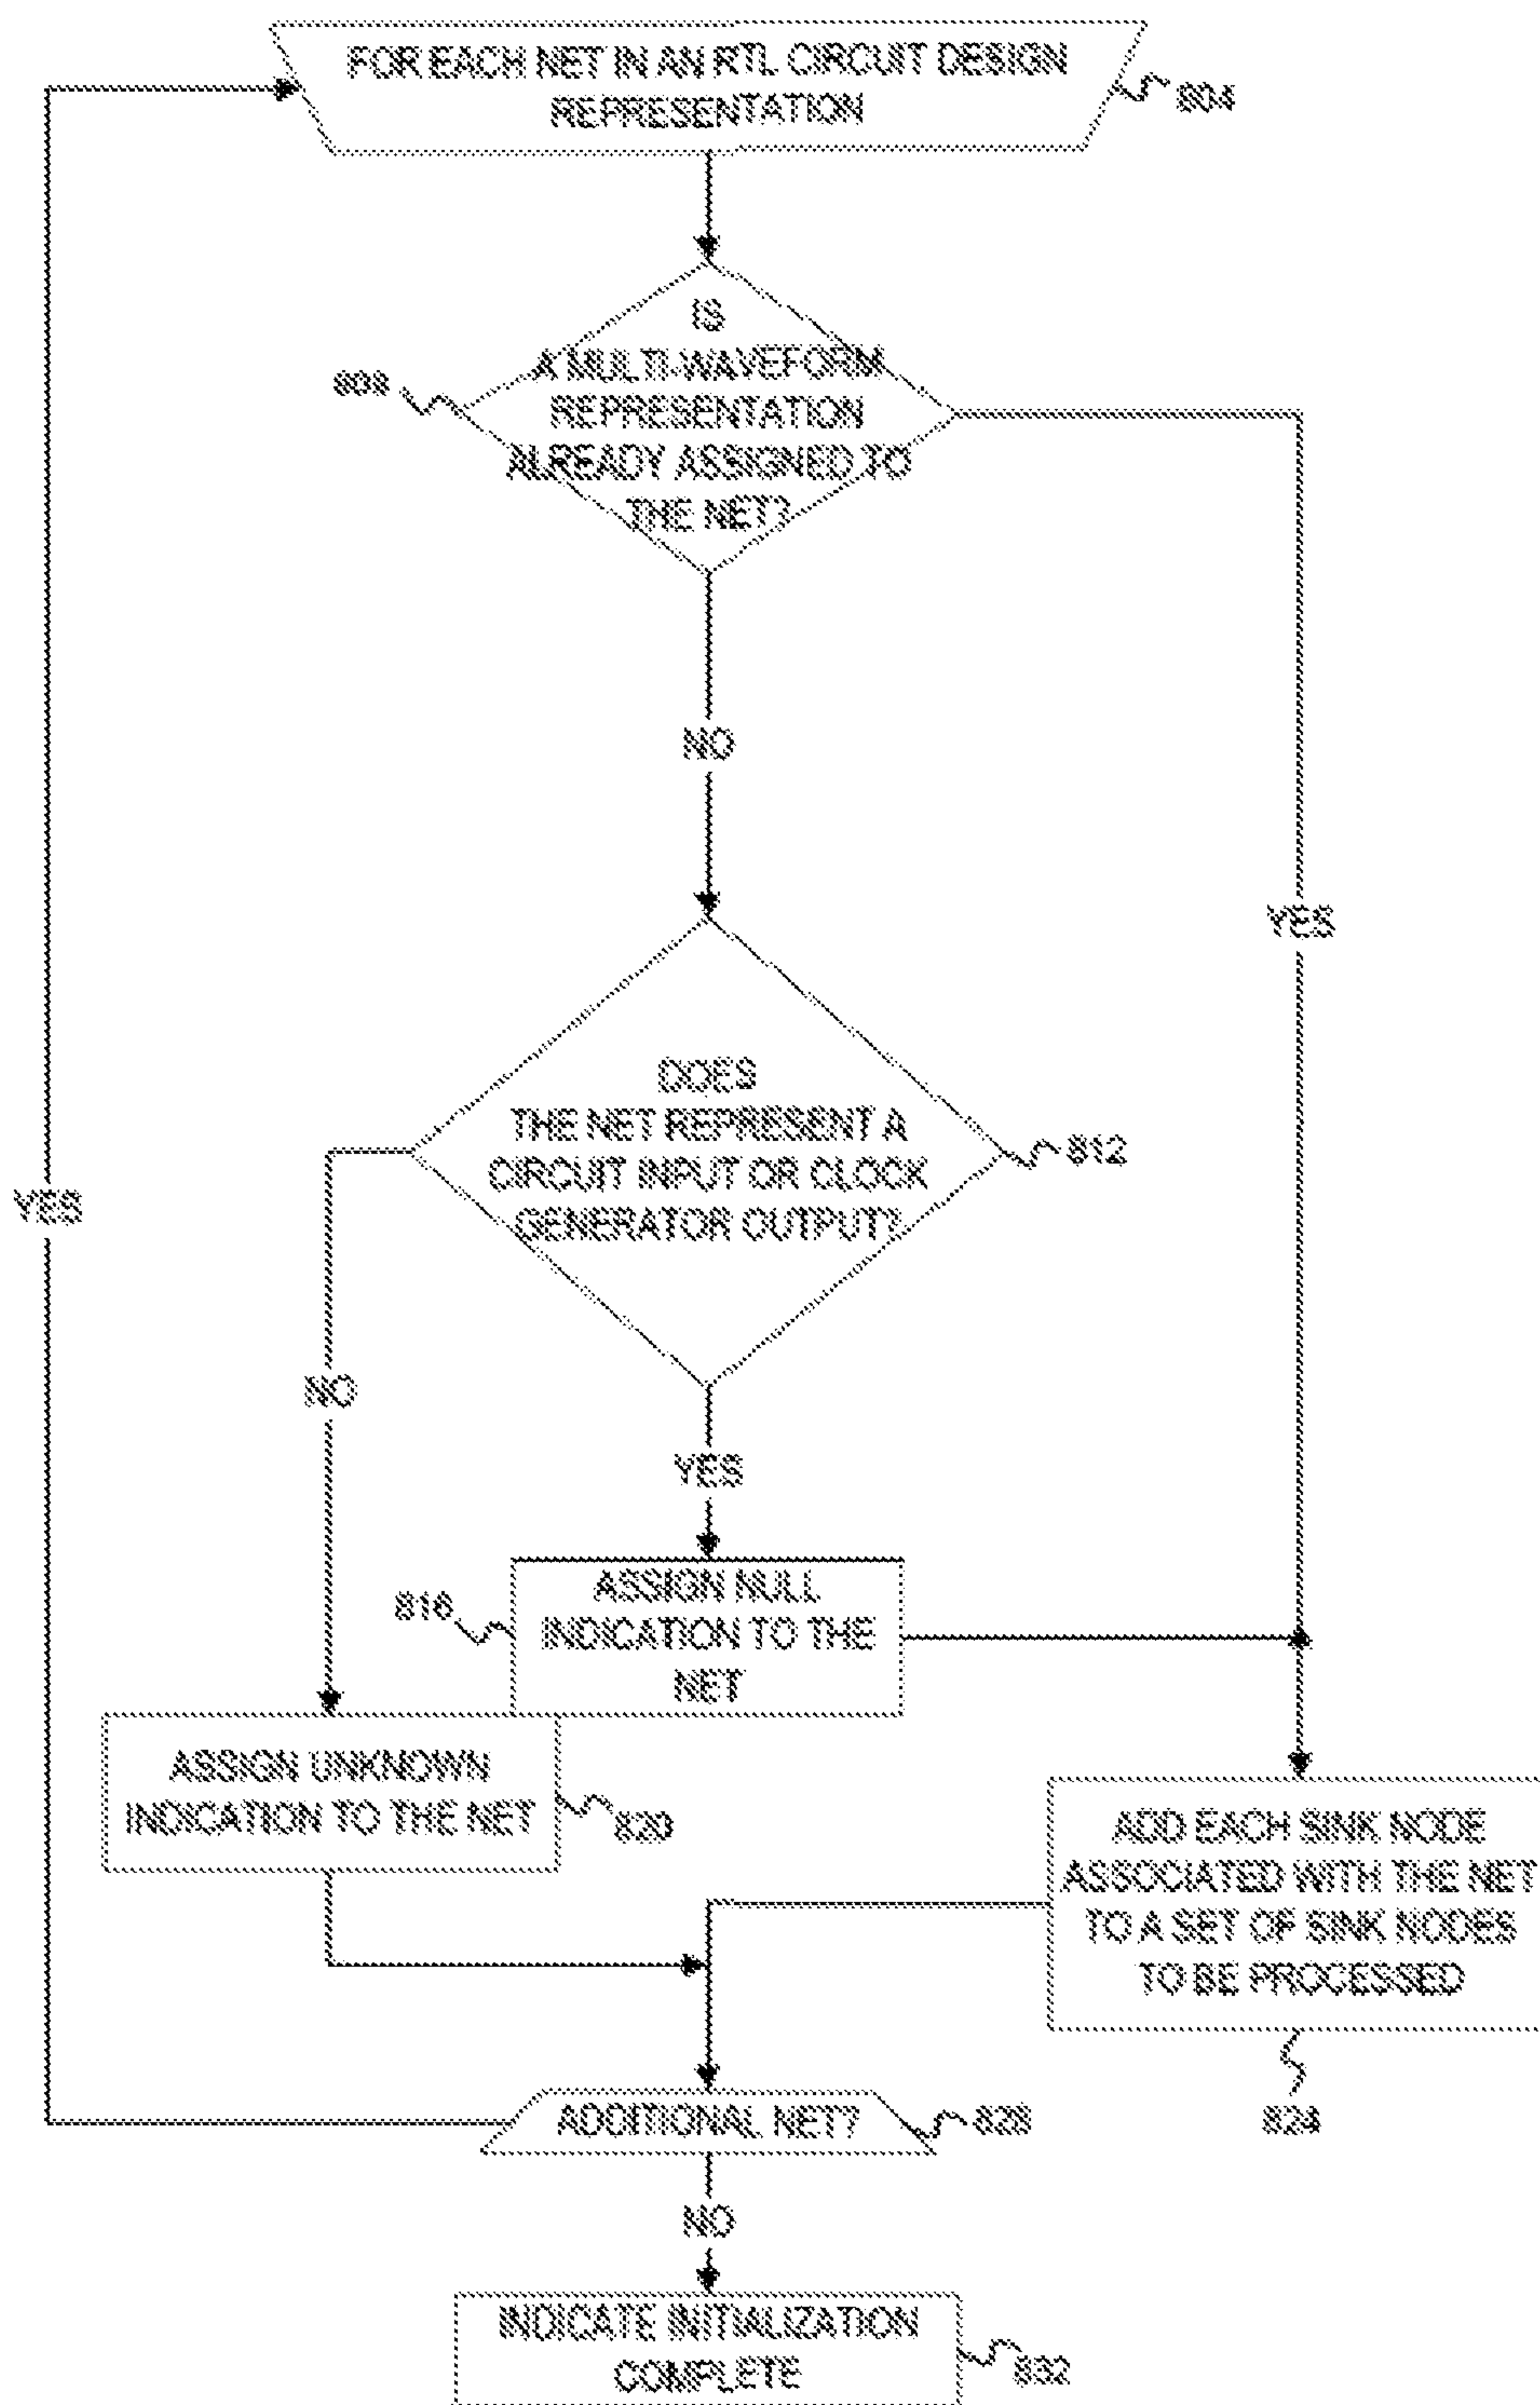 FOR EACH NET IN AN RTL CIRCUIT DESIGN
REPRESENTATION
804
IS
A MULTI-WAVEFORM
REPRESENTATION
ALREADY ASSIGNED TO
THE NET?
808
NO
YES
DOES
THE NET REPRESENT A
CIRCUIT INPUT OR CLOCK
GENERATOR OUTPUT?
812
YES
NO
YES
ASSIGN NULL
INDICATION TO THE
NET
816
ASSIGN UNKNOWN
INDICATION TO THE NET
820
ADD EACH SINK NODE
ASSOCIATED WITH THE NET
TO A SET OF SINK NODES
TO BE PROCESSED
824
ADDITIONAL NET?
828
NO
INDICATE INITIALIZATION
COMPLETE
832